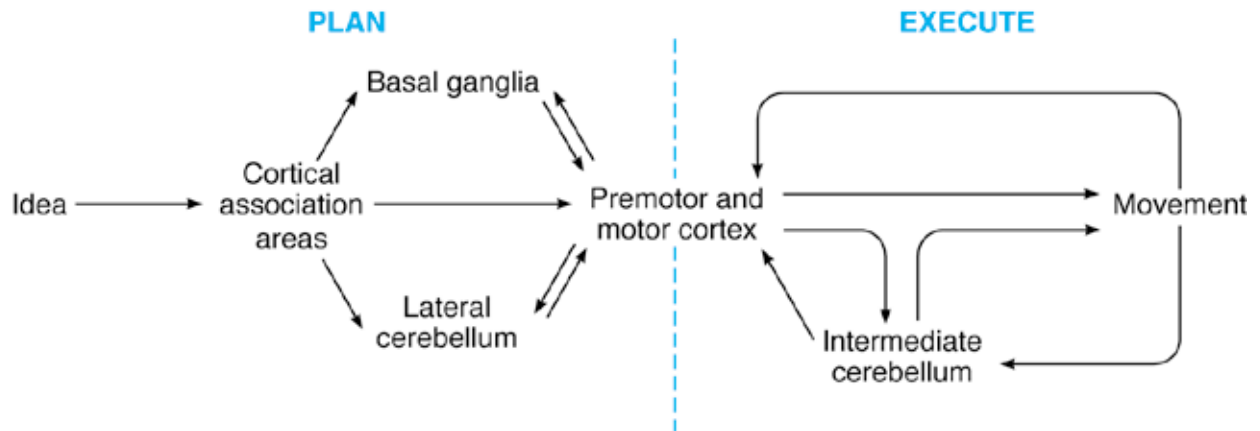 PLAN
EXECUTE
Basal ganglia
Idea
Cortical
association
areas
Premotor and
motor cortex
Movement
Lateral
cerebellum
Intermediate
cerebellum